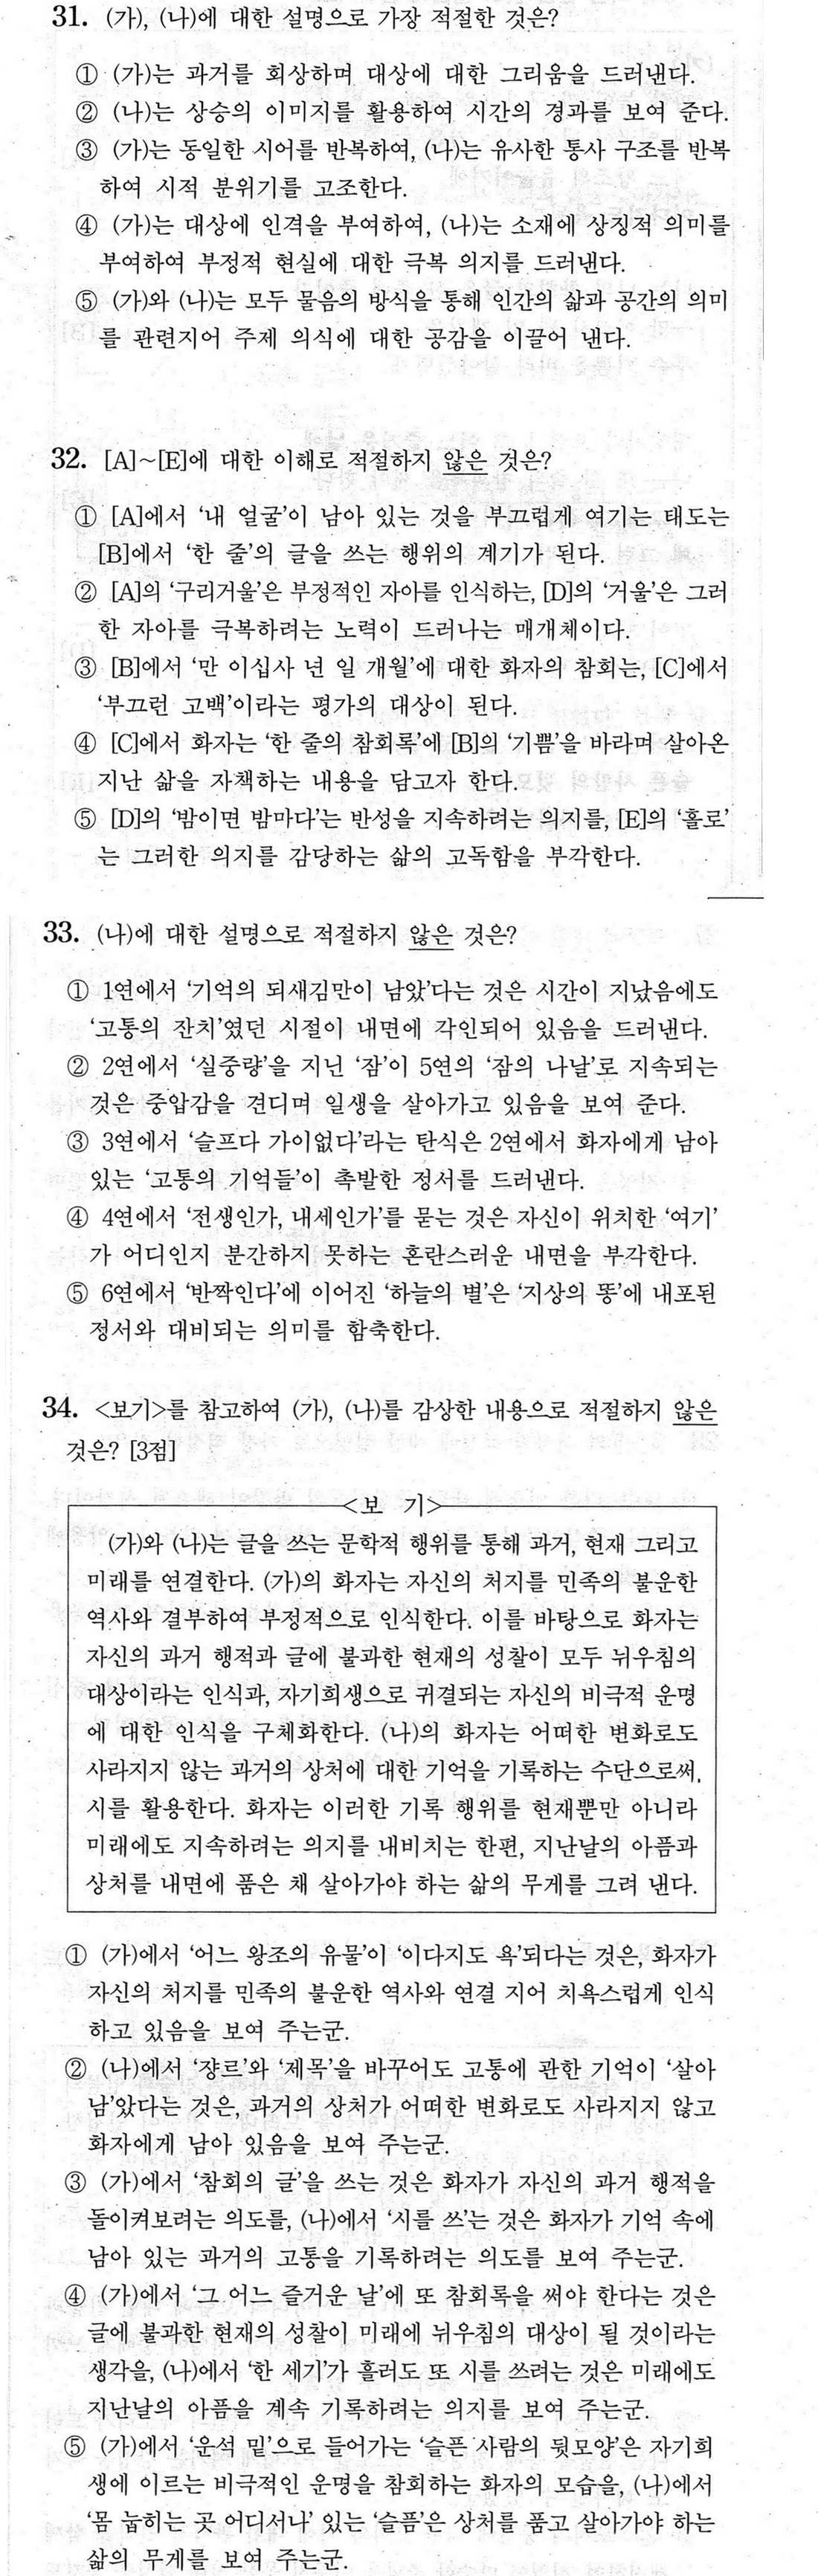 31. (가), (나)에 대한 설명으로 가장 적절한 것은?
① (가)는 과거를 회상하며 대상에 대한 그리움을 드러낸다.
② (나)는 상승의 이미지를 활용하여 시간의 경과를 보여 준다.
③ (가)는 동일한 시어를 반복하여, (나)는 유사한 통사 구조를 반복
하여 시적 분위기를 고조한다.
④ (가)는 대상에 인격을 부여하여, (나)는 소재에 상징적 의미를
부여하여 부정적 현실에 대한 극복 의지를 드러낸다.
⑤ (가)와 (나)는 모두 물음의 방식을 통해 인간의 삶과 공간의 의미
를 관련지어 주제 의식에 대한 공감을 이끌어 낸다.
32. [A]~[E]에 대한 이해로 적절하지 않은 것은?
① [A]에서 ‘내 얼굴’이 남아 있는 것을 부끄럽게 여기는 태도는
[B]에서 ‘한 줄’의 글을 쓰는 행위의 계기가 된다.
② [A]의 ‘구리거울’은 부정적인 자아를 인식하는, [D]의 ‘거울’은 그러
한 자아를 극복하려는 노력이 드러나는 매개체이다.
③ [B]에서 ‘만 이십사 년 일 개월’에 대한 화자의 참회는, [C]에서
‘부끄런 고백’이라는 평가의 대상이 된다.
④ [C]에서 화자는 ‘한 줄의 참회록’에 [B]의 ‘기쁨’을 바라며 살아온
지난 삶을 자책하는 내용을 담고자 한다.
⑤ [D]의 ‘밤이면 밤마다’는 반성을 지속하려는 의지를, [E]의 ‘홀로’
는 그러한 의지를 감당하는 삶의 고독함을 부각한다.
33. (나)에 대한 설명으로 적절하지 않은 것은?
① 1연에서 ‘기억의 되새김만이 남았’다는 것은 시간이 지났음에도
‘고통의 잔치’였던 시절이 내면에 각인되어 있음을 드러낸다.
② 2연에서 ‘실중량’을 지닌 ‘잠’이 5연의 ‘잠의 나날’로 지속되는
것은 중압감을 견디며 일생을 살아가고 있음을 보여 준다.
③ 3연에서 ‘슬프다 가이없다’라는 탄식은 2연에서 화자에게 남아
있는 ‘고통의 기억들’이 촉발한 정서를 드러낸다.
④ 4연에서 ‘전생인가, 내세인가’를 묻는 것은 자신이 위치한 ‘여기’
가 어디인지 분간하지 못하는 혼란스러운 내면을 부각한다.
⑤ 6연에서 ‘반짝인다’에 이어진 ‘하늘의 별’은 ‘지상의 똥’에 내포된
정서와 대비되는 의미를 함축한다.
34. <보기>를 참고하여 (가), (나)를 감상한 내용으로 적절하지 않은
것은? [3점]
<보 기>
(가)와 (나)는 글을 쓰는 문학적 행위를 통해 과거, 현재 그리고
미래를 연결한다. (가)의 화자는 자신의 처지를 민족의 불운한
역사와 결부하여 부정적으로 인식한다. 이를 바탕으로 화자는
자신의 과거 행적과 글에 불과한 현재의 성찰이 모두 뉘우침의
대상이라는 인식과, 자기희생으로 귀결되는 자신의 비극적 운명
에 대한 인식을 구체화한다. (나)의 화자는 어떠한 변화로도
사라지지 않는 과거의 상처에 대한 기억을 기록하는 수단으로써,
시를 활용한다. 화자는 이러한 기록 행위를 현재뿐만 아니라
미래에도 지속하려는 의지를 내비치는 한편, 지난날의 아픔과
상처를 내면에 품은 채 살아가야 하는 삶의 무게를 그려 낸다.
① (가)에서 ‘어느 왕조의 유물’이 ‘이다지도 욕’되다는 것은, 화자가
자신의 처지를 민족의 불운한 역사와 연결 지어 치욕스럽게 인식
하고 있음을 보여 주는군.
② (나)에서 ‘쟝르’와 ‘제목’을 바꾸어도 고통에 관한 기억이 ‘살아
남’았다는 것은, 과거의 상처가 어떠한 변화로도 사라지지 않고
화자에게 남아 있음을 보여 주는군.
③ (가)에서 ‘참회의 글’을 쓰는 것은 화자가 자신의 과거 행적을
돌이켜보려는 의도를, (나)에서 ‘시를 쓰’는 것은 화자가 기억 속에
남아 있는 과거의 고통을 기록하려는 의도를 보여 주는군.
④ (가)에서 ‘그 어느 즐거운 날’에 또 참회록을 써야 한다는 것은
글에 불과한 현재의 성찰이 미래에 뉘우침의 대상이 될 것이라는
생각을, (나)에서 ‘한 세기’가 흘러도 또 시를 쓰려는 것은 미래에도
지난날의 아픔을 계속 기록하려는 의지를 보여 주는군.
⑤ (가)에서 ‘운석 밑’으로 들어가는 ‘슬픈 사람의 뒷모양’은 자기희
생에 이르는 비극적인 운명을 참회하는 화자의 모습을, (나)에서
‘몸 눕히는 곳 어디서나’ 있는 ‘슬픔’은 상처를 품고 살아가야 하는
삶의 무게를 보여 주는군.